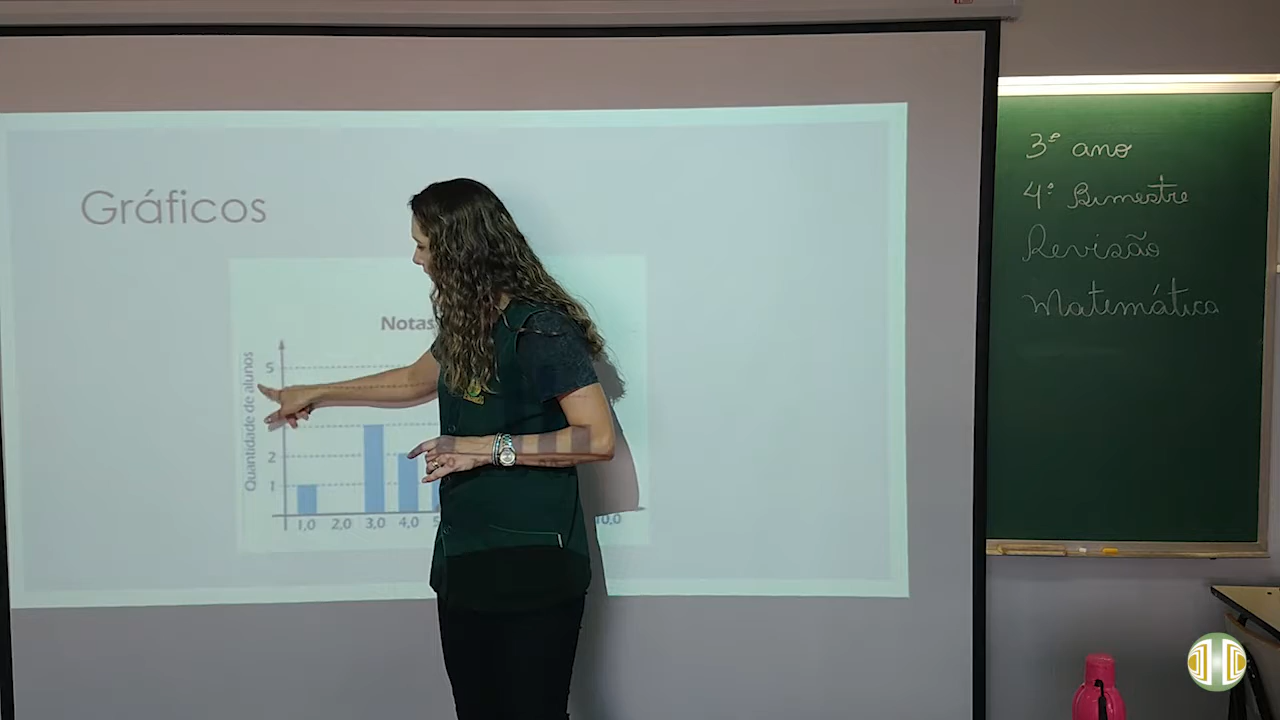 Gráficos
Notas
Quantidade de alunos
5
2
1
1,0 2,0 3,0 4,0 5
10,0
3º ano
4º Bimestre
Revisão
Matemática